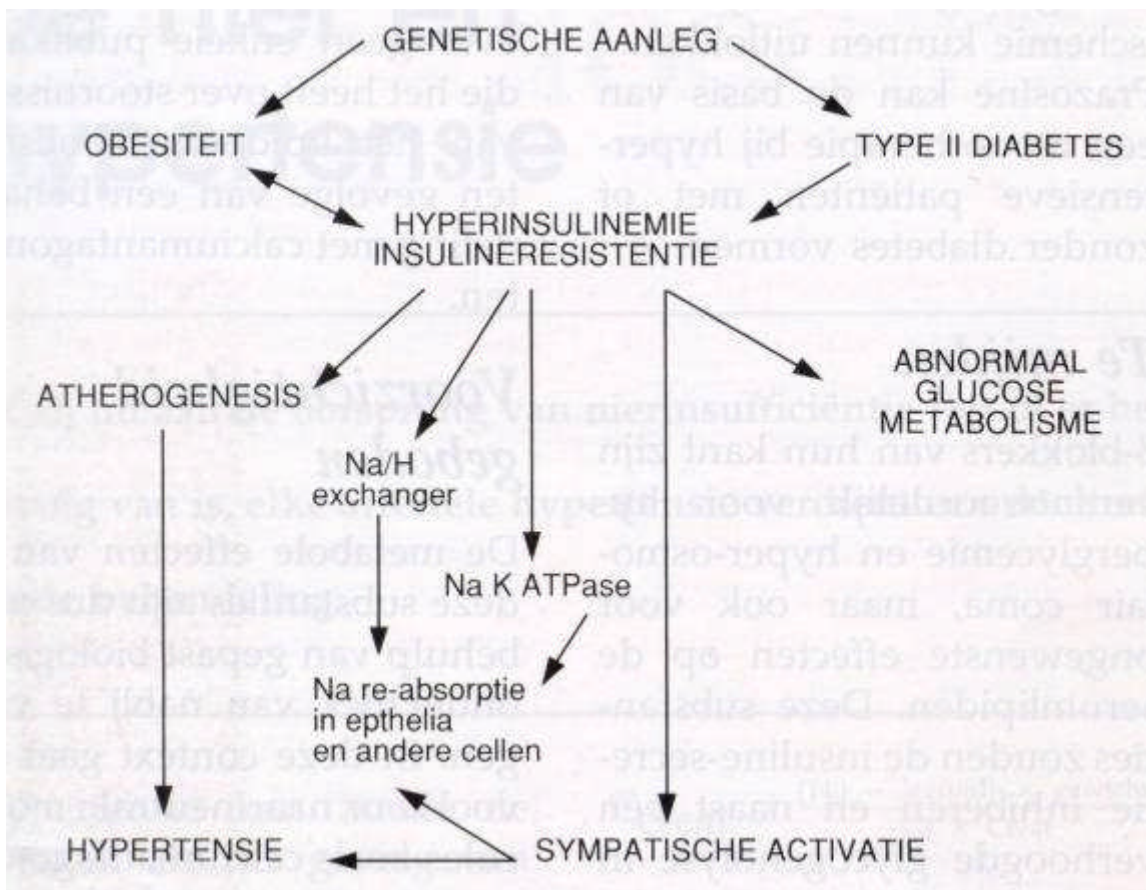 GENETISCHE AANLEG
OBESITEIT
TYPE II DIABETES
HYPERINSULINEMIE
INSULINERESISTENTIE
ATHEROGENESIS
ABNORMAAL
GLUCOSE
METABOLISME
Na/H
exchanger
Na K ATPase
Na re-absorptie
in epthelia
en andere cellen
HYPERTENSIE
SYMPATISCHE ACTIVATIE